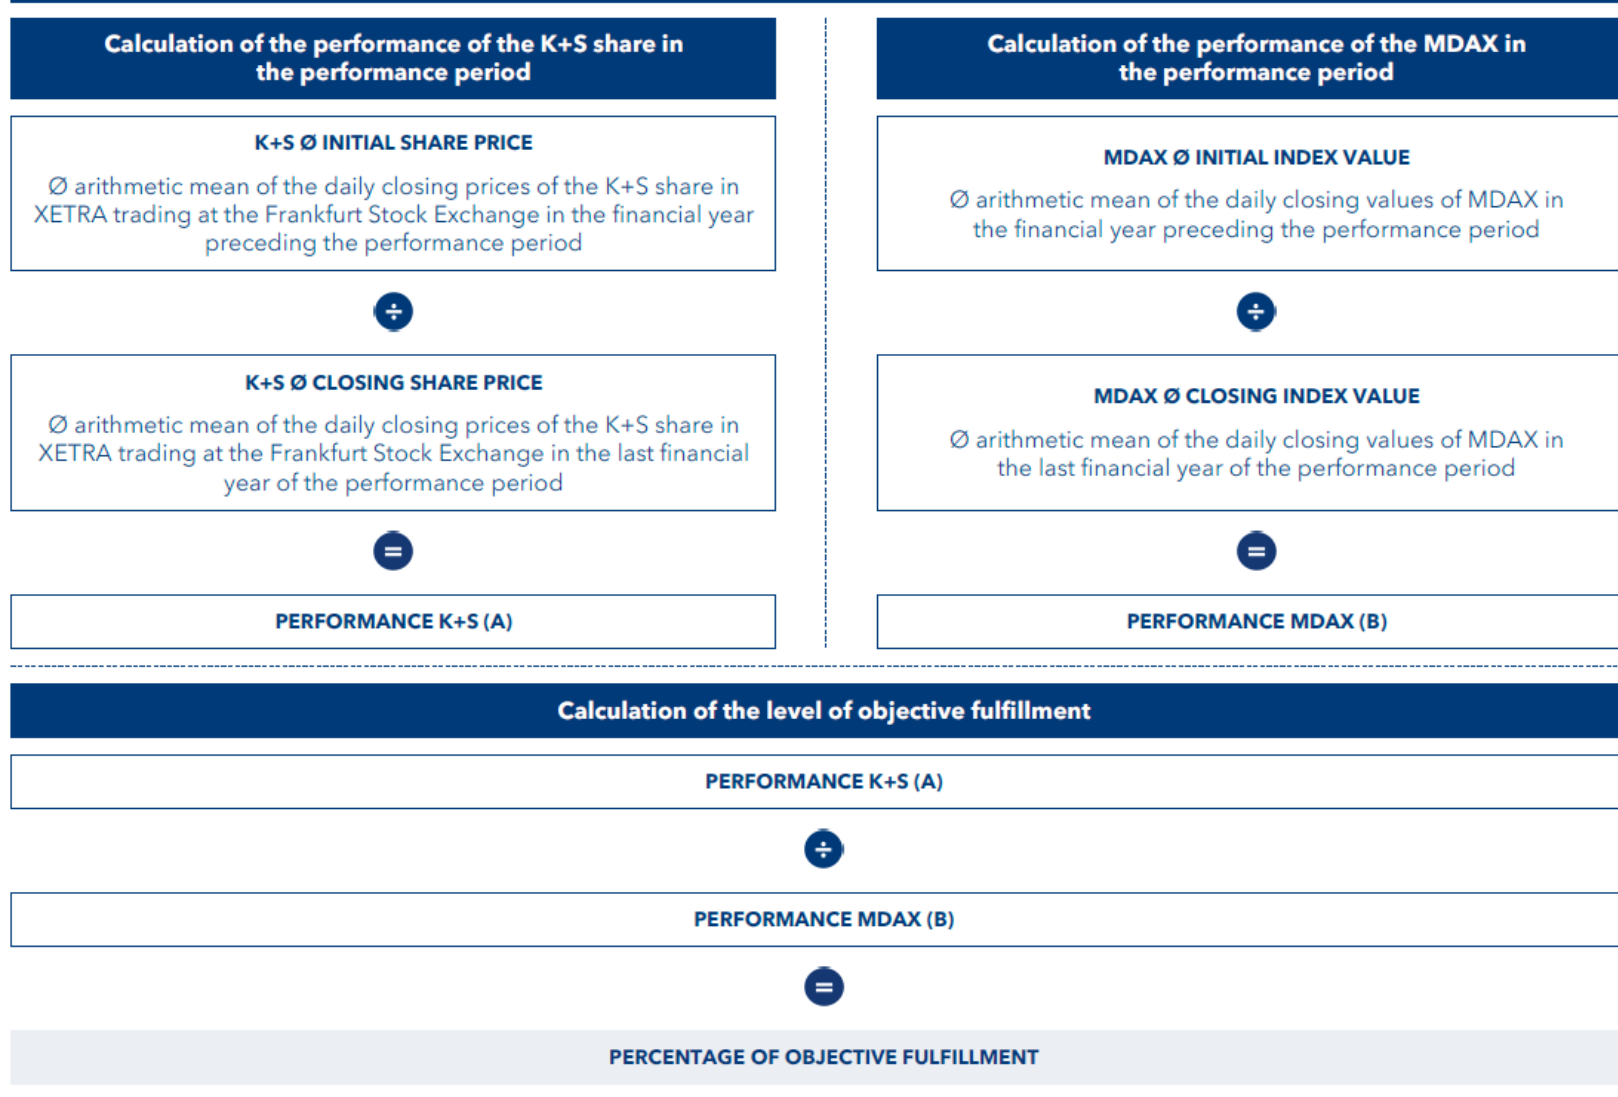 Calculation of the performance of the K+S share in
the performance period
K+S Ø INITIAL SHARE PRICE
Ø arithmetic mean of the daily closing prices of the K+S share in
XETRA trading at the Frankfurt Stock Exchange in the financial year
preceding the performance period
÷
K+S Ø CLOSING SHARE PRICE
Ø arithmetic mean of the daily closing prices of the K+S share in
XETRA trading at the Frankfurt Stock Exchange in the last financial
year of the performance period
=
PERFORMANCE K+S (A)
Calculation of the performance of the MDAX in
the performance period
MDAX Ø INITIAL INDEX VALUE
Ø arithmetic mean of the daily closing values of MDAX in
the financial year preceding the performance period
÷
MDAX Ø CLOSING INDEX VALUE
Ø arithmetic mean of the daily closing values of MDAX in
the last financial year of the performance period
=
PERFORMANCE MDAX (B)
Calculation of the level of objective fulfillment
PERFORMANCE K+S (A)
÷
PERFORMANCE MDAX (B)
=
PERCENTAGE OF OBJECTIVE FULFILLMENT